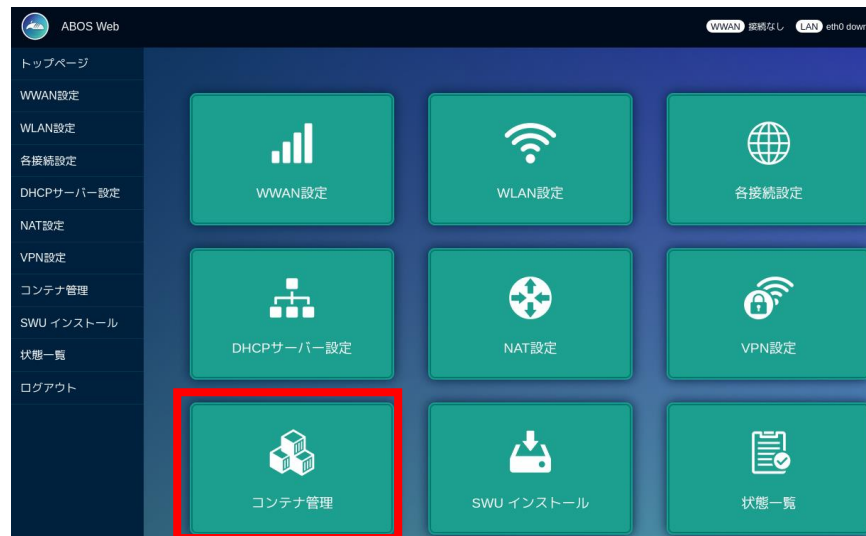 ABOS Web
WWAN 接続なし LAN eth0 down
トップページ
WWAN設定
WLAN設定
各接続設定
DHCPサーバー設定
NAT設定
VPN設定
コンテナ管理
SWU インストール
状態一覧
ログアウト
WWAN設定
WLAN設定
各接続設定
DHCPサーバー設定
NAT設定
VPN設定
コンテナ管理
SWU インストール
状態一覧